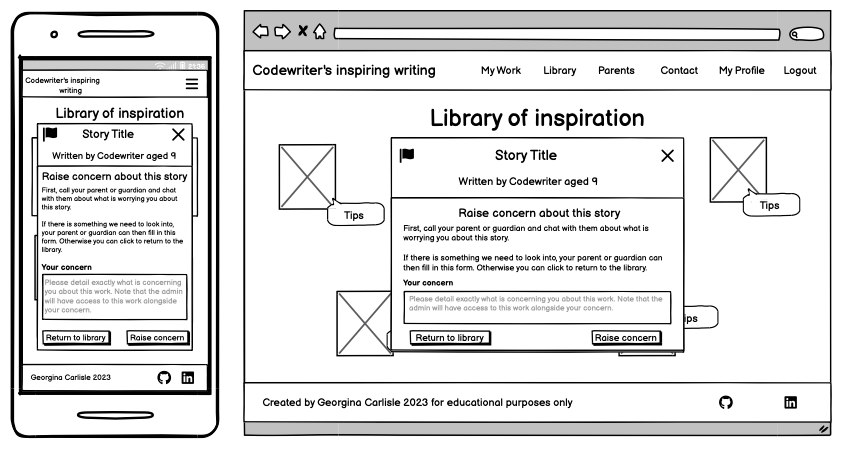 21:36
Codewriter's inspiring
writing
Library of inspiration
Story Title
Written by Codewriter aged 9
Raise concern about this story
First, call your parent or guardian and chat
with them about what is worrying you about
this story.
If there is something we need to look into,
your parent or guardian can then fill in this
form. Otherwise you can click to return to the
library.
Your concern
Please detail exactly what is concerning
you about this work. Note that the admin
will have access to this work alongside
your concern.
Return to library Raise concern
Georgina Carlisle 2023
Codewriter's inspiring writing My Work Library Parents Contact My Profile Logout
Library of inspiration
Story Title
Written by Codewriter aged 9
Tips
Tips
Raise concern about this story
First, call your parent or guardian and chat with them about what is
worrying you about this story.
If there is something we need to look into, your parent or guardian can
then fill in this form. Otherwise you can click to return to the library.
Your concern
Please detail exactly what is concerning you about this work. Note that the
admin will have access to this work alongside your concern.
ips
Return to library Raise concern
Created by Georgina Carlisle 2023 for educational purposes only